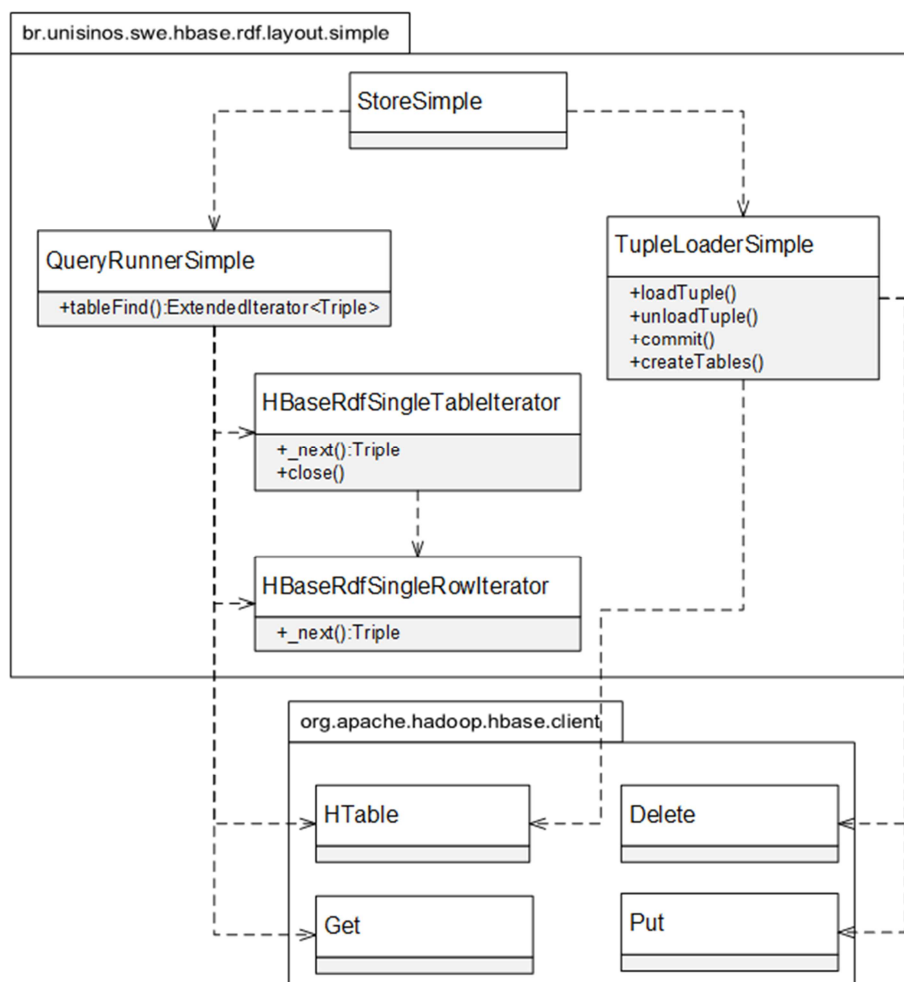 br.unisinos.swe.hbase.rdf.layout.simple
StoreSimple
QueryRunnerSimple
+tableFind():ExtendedIterator<Triple>
TupleLoaderSimple
+loadTuple()
+unloadTuple()
+commit()
+createTables()
HBaseRdfSingleTableIterator
+_next():Triple
+close()
HBaseRdfSingleRowIterator
+_next():Triple
org.apache.hadoop.hbase.client
HTable
Delete
Get
Put